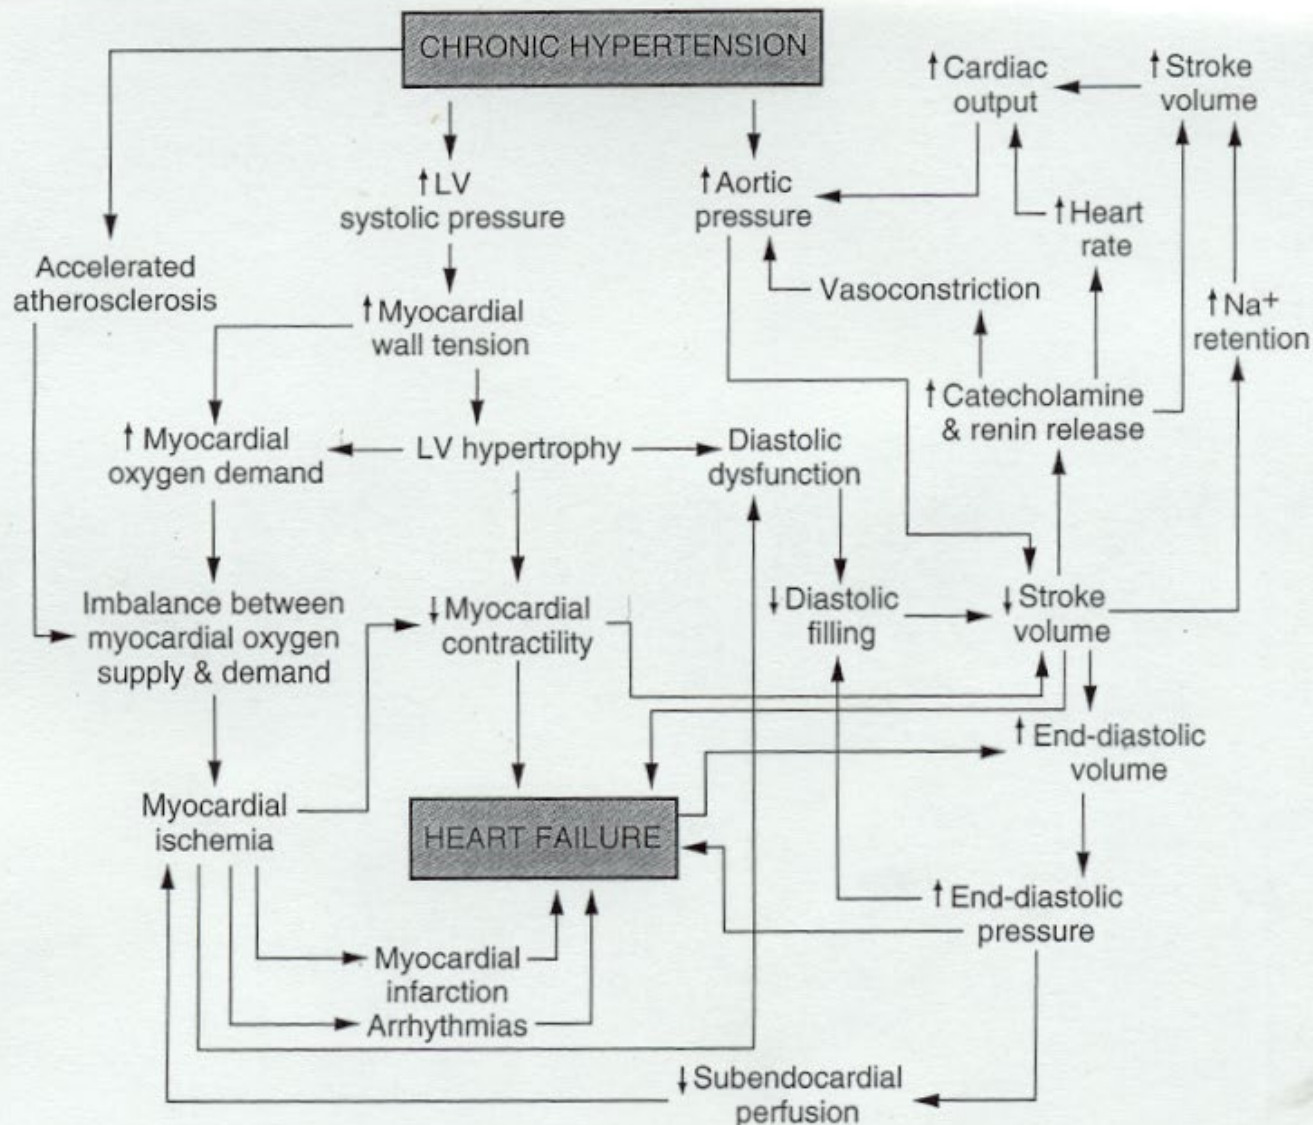 CHRONIC HYPERTENSION
↑Cardiac
output
↑Stroke
volume
↑LV
systolic pressure
↑Aortic
pressure
↑Heart
rate
Accelerated
atherosclerosis
↑Myocardial
wall tension
Vasoconstriction
↑Na+
retention
↑Catecholamine
& renin release
↑Myocardial
oxygen demand
LV hypertrophy
Diastolic
dysfunction
Imbalance between
myocardial oxygen
supply & demand
↓Myocardial
contractility
↓Diastolic
filling
↓Stroke
volume
↑End-diastolic
volume
Myocardial
ischemia
HEART FAILURE
↑End-diastolic
pressure
Myocardial
infarction
Arrhythmias
↓Subendocardial
perfusion